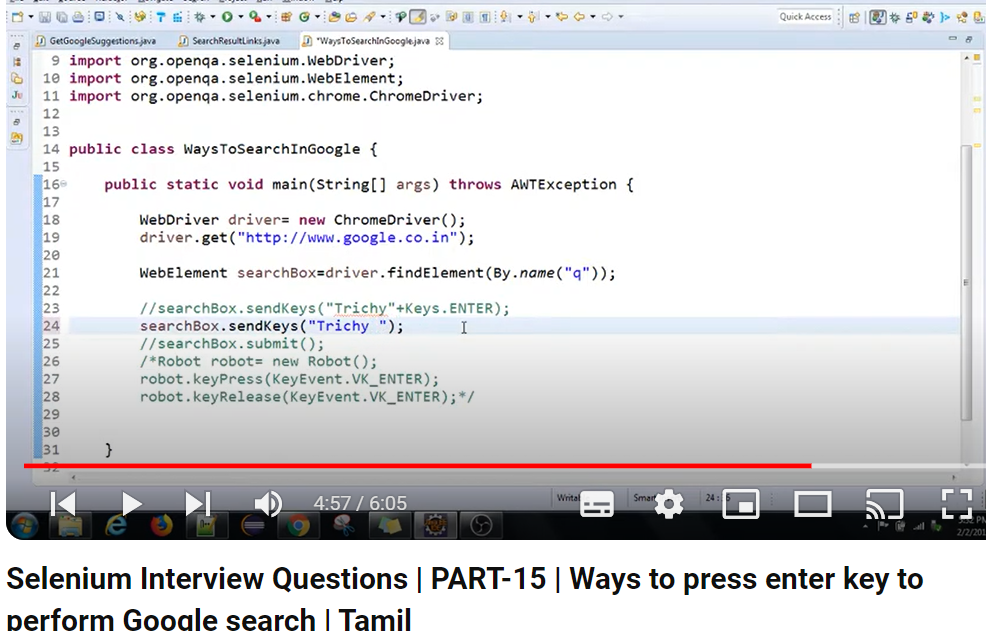 Quick Access
GetGoogleSuggestions.java SearchResultLinks.java *WaysToSearchInGoogle.java
9 import org.openqa.selenium.WebDriver;
10 import org.openqa.selenium.WebElement;
11 import org.openqa.selenium.chrome.ChromeDriver;
12
13
14 public class WaysToSearchInGoogle {
15
16 public static void main(String[] args) throws AWTException {
17
18 WebDriver driver= new ChromeDriver();
19 driver.get("http://www.google.co.in");
20
21 WebElement searchBox=driver.findElement(By.name("q"));
22
23 //searchBox.sendKeys("Trichy"+Keys.ENTER);
24 searchBox.sendKeys("Trichy ");
25 //searchBox.submit();
26 /*Robot robot= new Robot();
27 robot.keyPress(KeyEvent.VK_ENTER);
28 robot.keyRelease(KeyEvent.VK_ENTER);*/
29
30
31 }
32
4:57 / 6:05
Selenium Interview Questions | PART-15 | Ways to press enter key to
perform Google search | Tamil